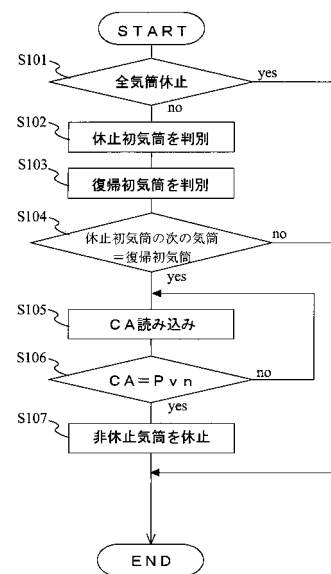 START
S101
全気筒休止
yes
no
S102
休止初気筒を判別
S103
復帰初気筒を判別
S104
休止初気筒の次の気筒
＝復帰初気筒
no
yes
S105
CA読み込み
S106
CA＝Pvn
no
yes
S107
非休止気筒を休止
END